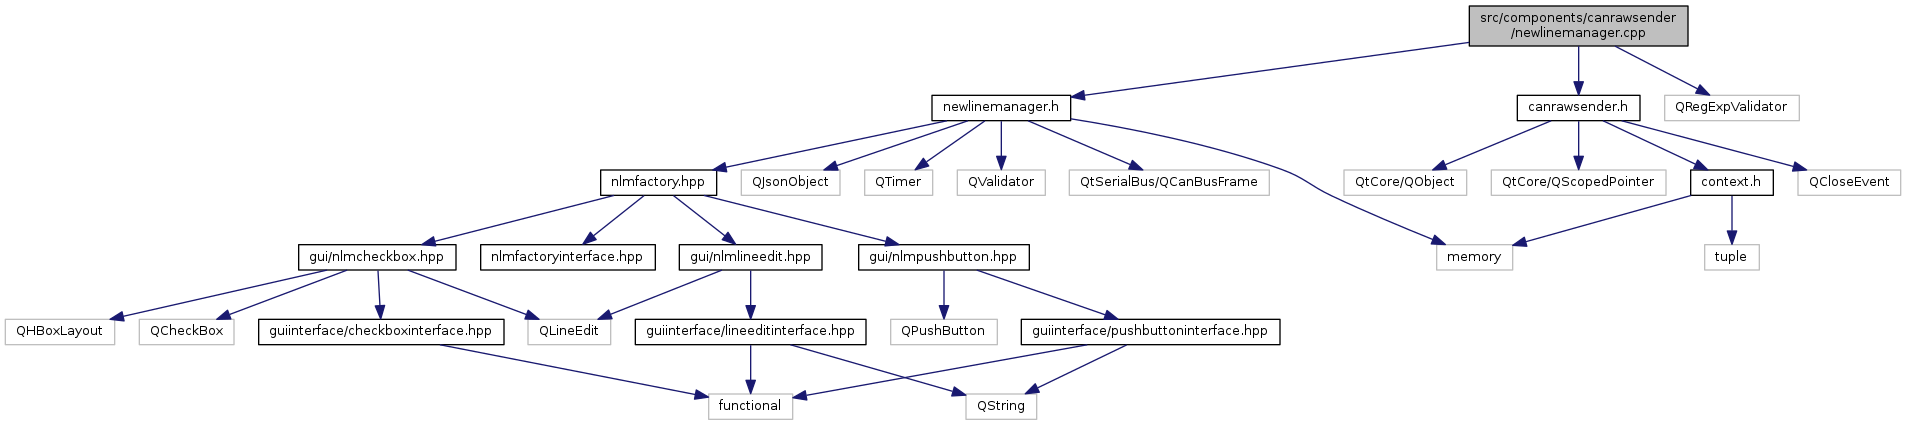 src/components/canrawsender
/newlinemanager.cpp
newlinemanager.h
canrawsender.h
QRegExpValidator
nlmfactory.hpp
QJsonObject
QTimer
QValidator
QtSerialBus/QCanBusFrame
QtCore/QObject
QtCore/QScopedPointer
context.h
QCloseEvent
gui/nlmcheckbox.hpp
nlmfactoryinterface.hpp
gui/nlmlineedit.hpp
gui/nlmpushbutton.hpp
memory
tuple
QHBoxLayout
QCheckBox
guiinterface/checkboxinterface.hpp
QLineEdit
guiinterface/lineeditinterface.hpp
QPushButton
guiinterface/pushbuttoninterface.hpp
functional
QString